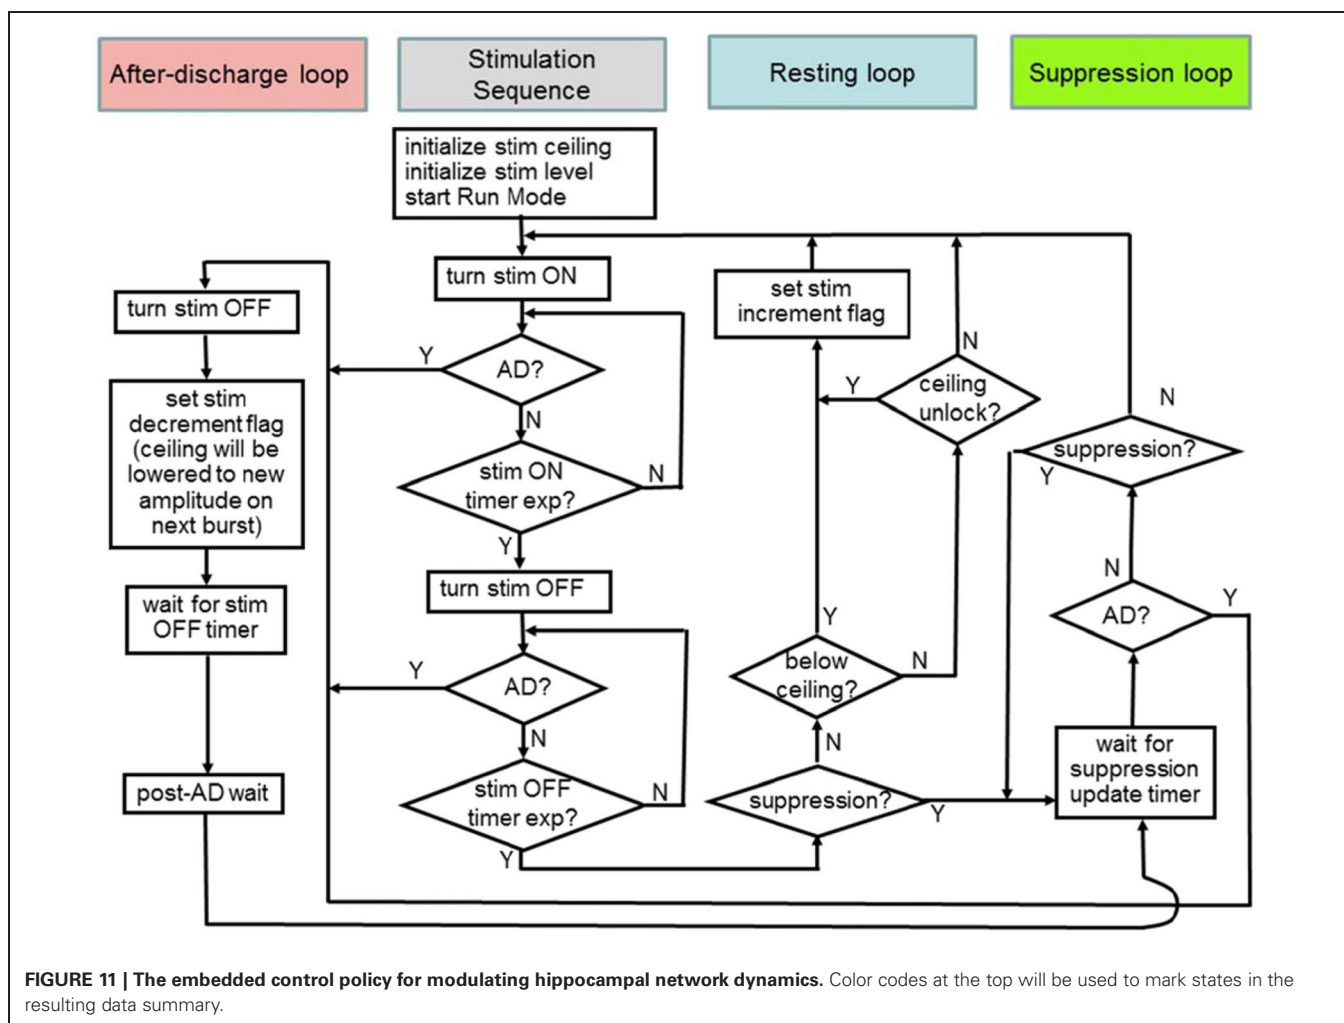 After-discharge loop
Stimulation
Sequence
Resting loop
Suppression loop
initialize stim ceiling
initialize stim level
start Run Mode
turn stim ON
turn stim OFF
set stim
increment flag
Y
AD?
N
N
Y
ceiling
unlock?
set stim
decrement flag
(ceiling will be
lowered to new
amplitude on
next burst)
N
suppression?
Y
stim ON
timer exp?
N
Y
turn stim OFF
wait for stim
OFF timer
N
AD?
Y
Y
below
ceiling?
N
Y
AD?
N
N
wait for
suppression
update timer
post-AD wait
stim OFF
timer exp?
N
Y
suppression?
Y
FIGURE 11 | The embedded control policy for modulating hippocampal network dynamics. Color codes at the top will be used to mark states in the
resulting data summary.